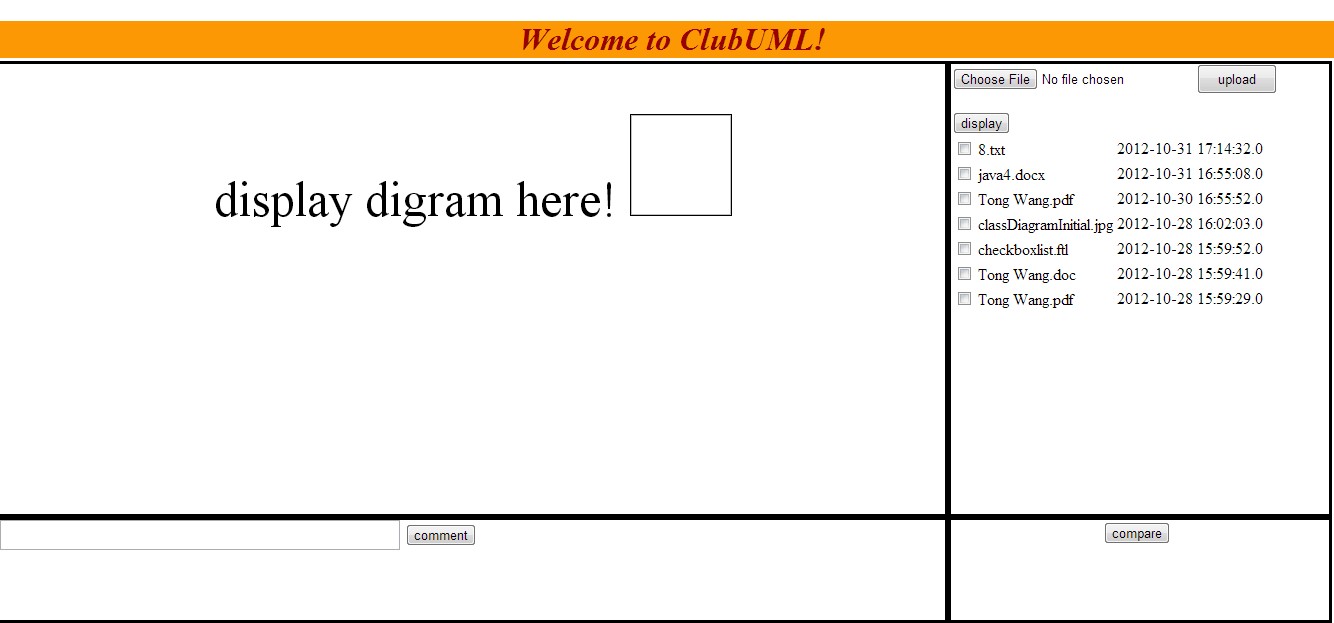 Welcome to ClubUML!
display digram here!
Choose File No file chosen upload
display
8.txt 2012-10-31 17:14:32.0
java4.docx 2012-10-31 16:55:08.0
Tong Wang.pdf 2012-10-30 16:55:52.0
classDiagramInitial.jpg 2012-10-28 16:02:03.0
checkboxlist.ftl 2012-10-28 15:59:52.0
Tong Wang.doc 2012-10-28 15:59:41.0
Tong Wang.pdf 2012-10-28 15:59:29.0
comment
compare